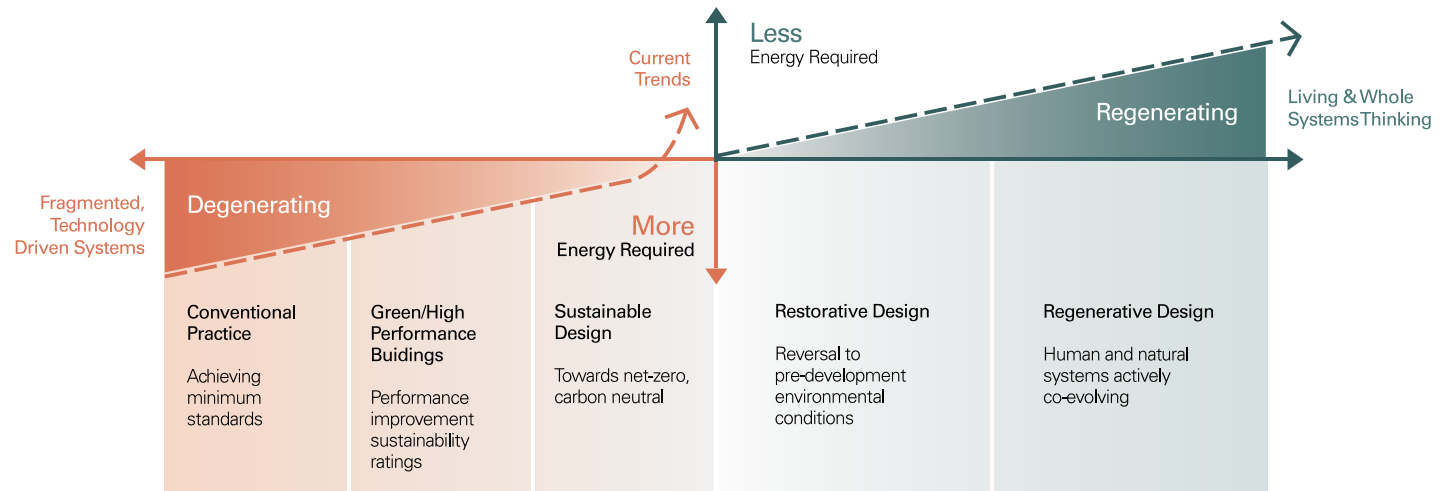 Current
Trends
Less
Energy Required
Regenerating
Living & Whole
Systems Thinking
Fragmented,
Technology
Driven Systems
Degenerating
More
Energy Required
Conventional
Practice
Achieving
minimum
standards
Green/High
Performance
Buidings
Performance
improvement
sustainability
ratings
Sustainable
Design
Towards net-zero,
carbon neutral
Restorative Design
Reversal to
pre-development
environmental
conditions
Regenerative Design
Human and natural
systems actively
co-evolving